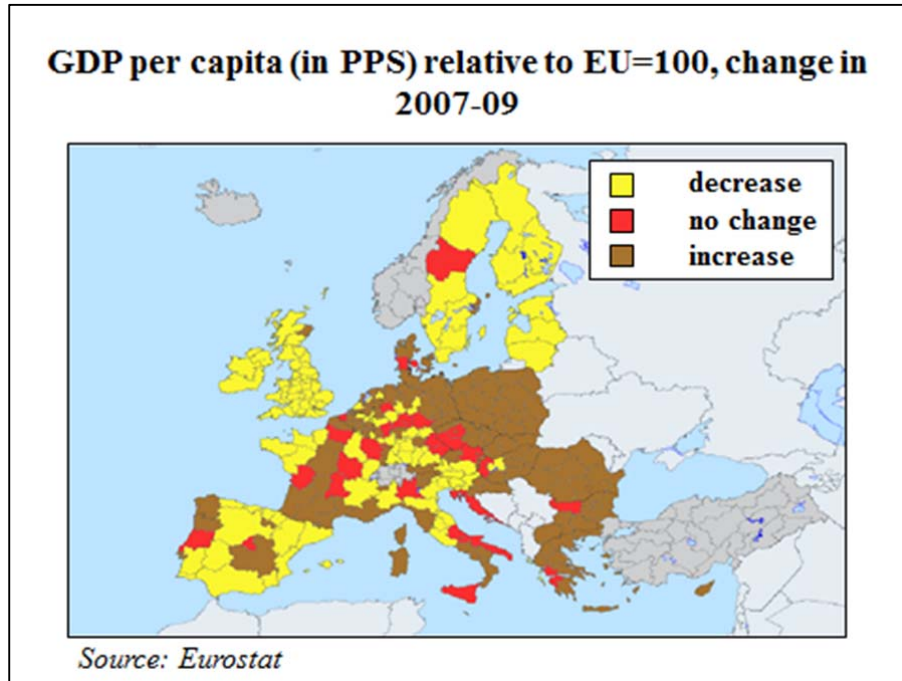 GDP per capita (in PPS) relative to EU=100, change in
2007-09
decrease
no change
increase
Source: Eurostat